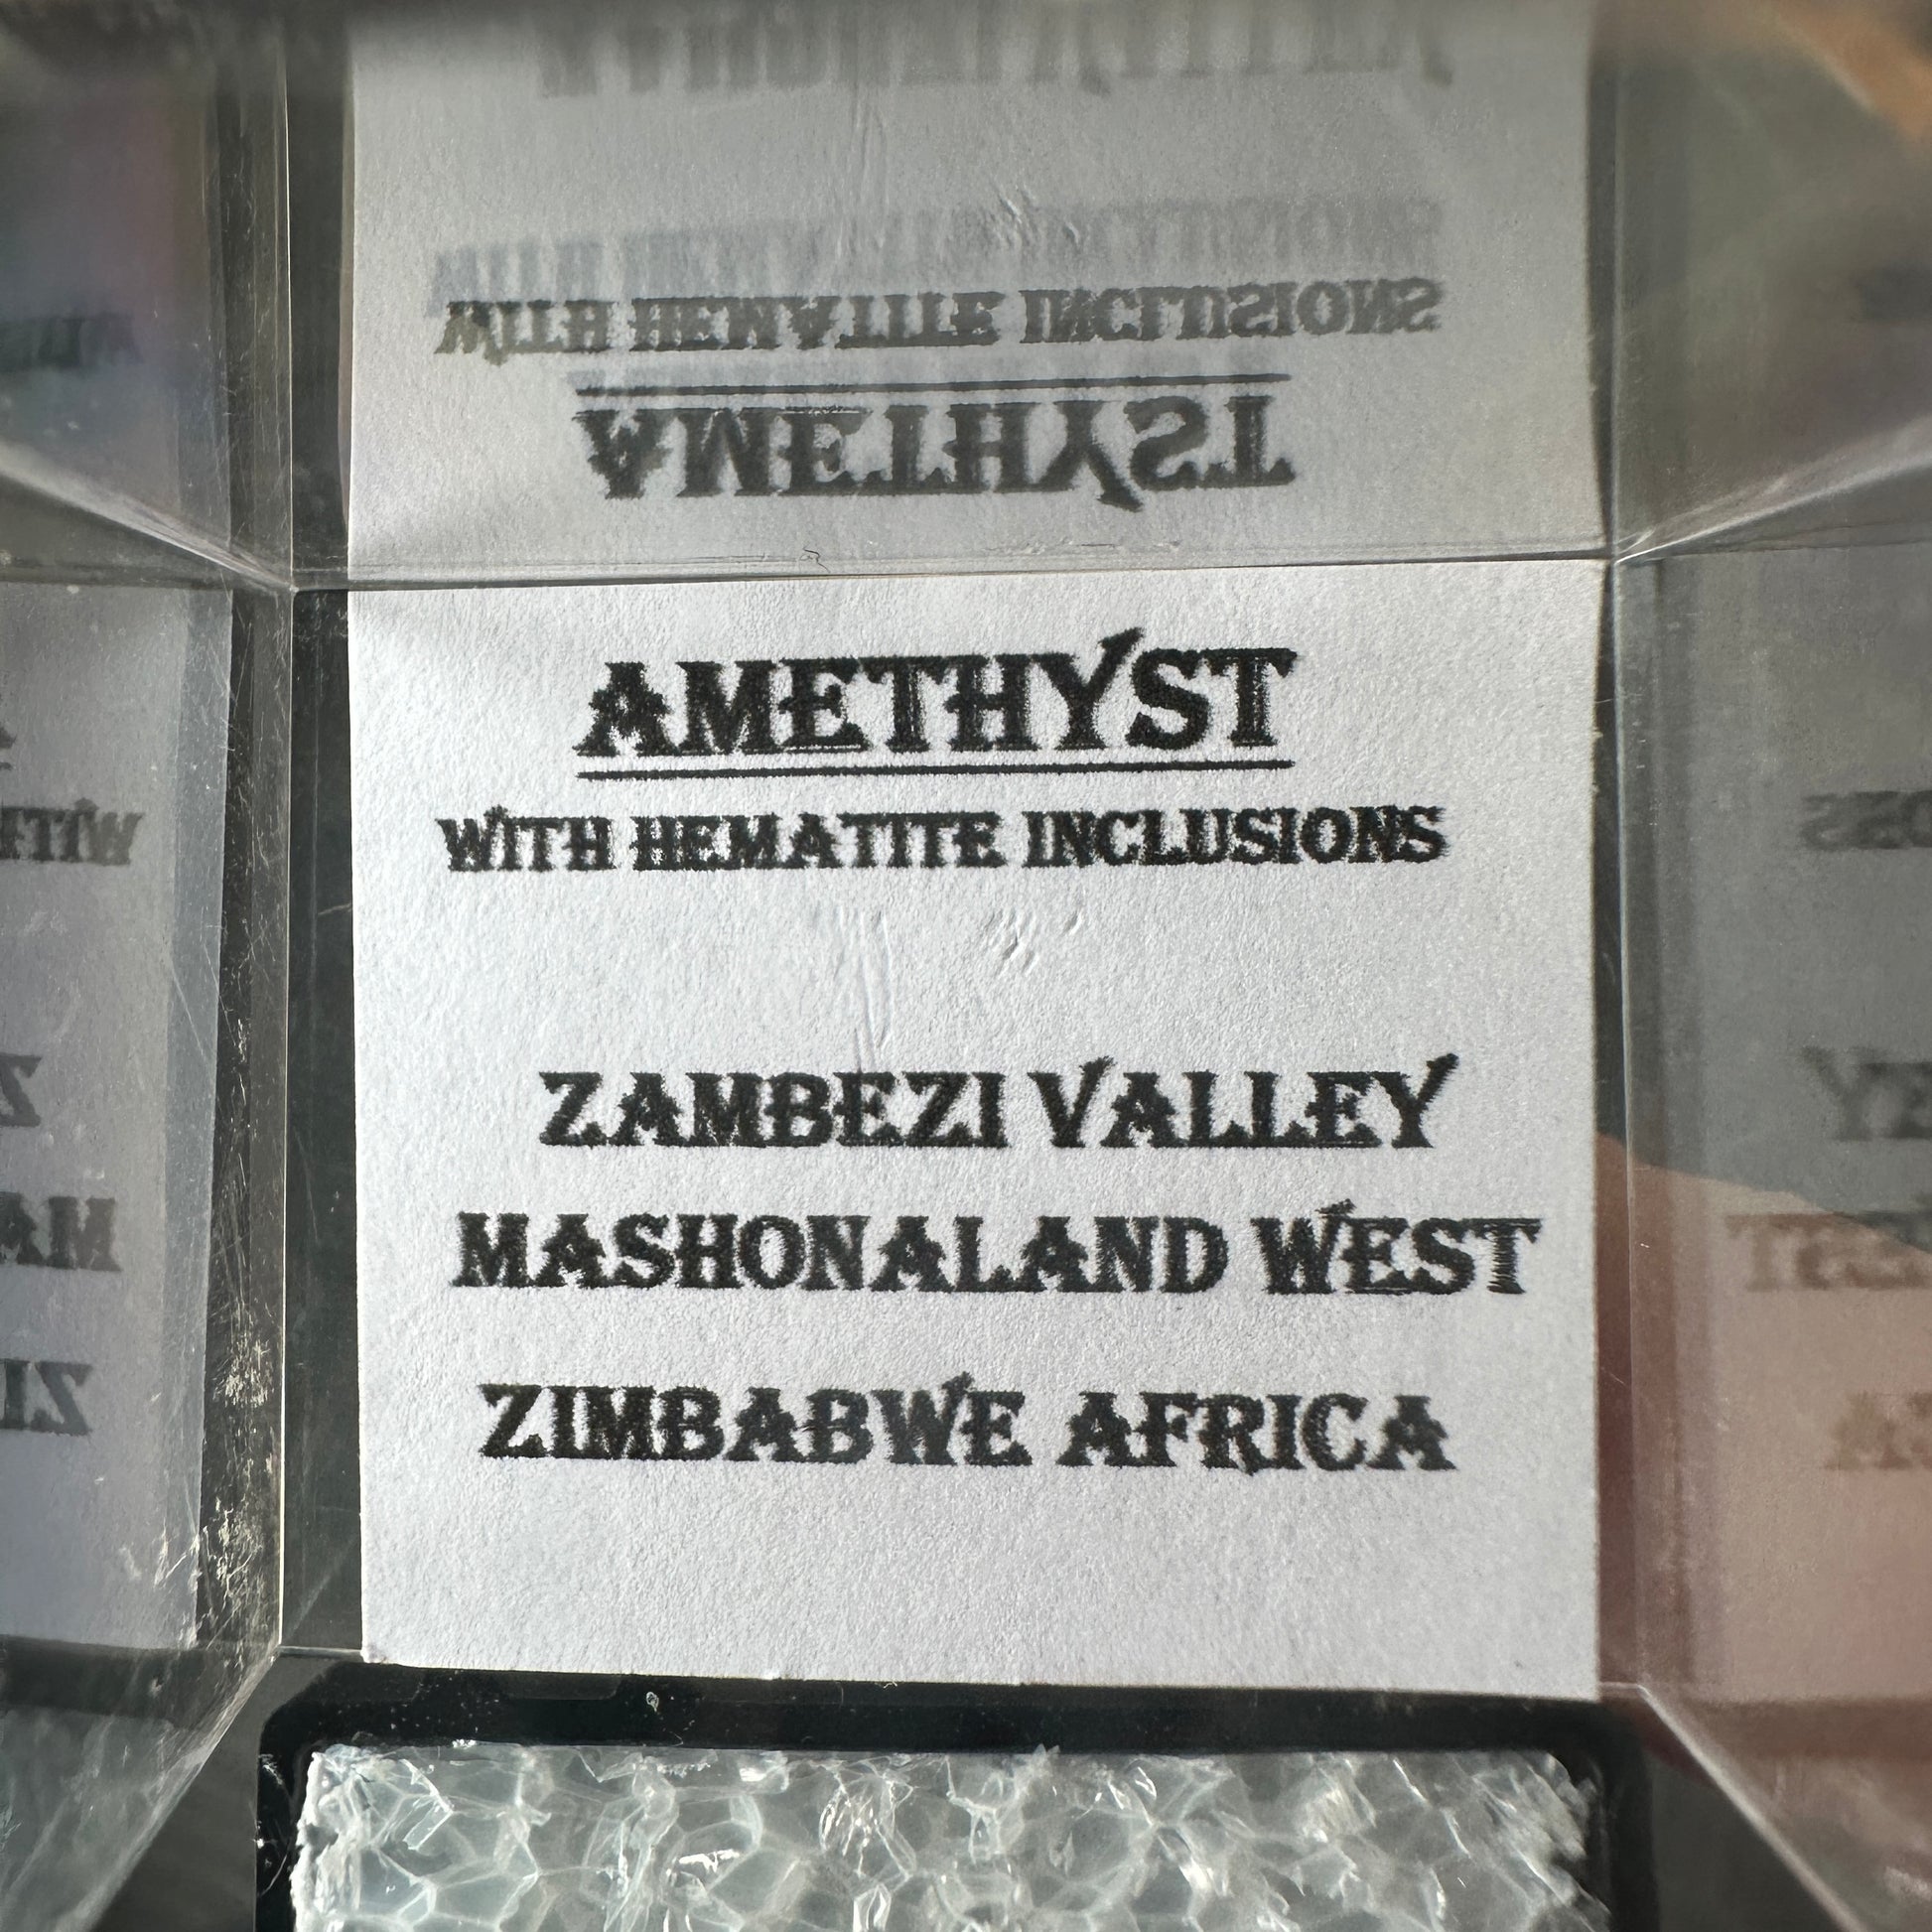 AMETHYST
WITH HEMATITE INCLUSIONS
ZAMBEZI VALLEY
MASHONALAND WEST
ZIMBABWE AFRICA